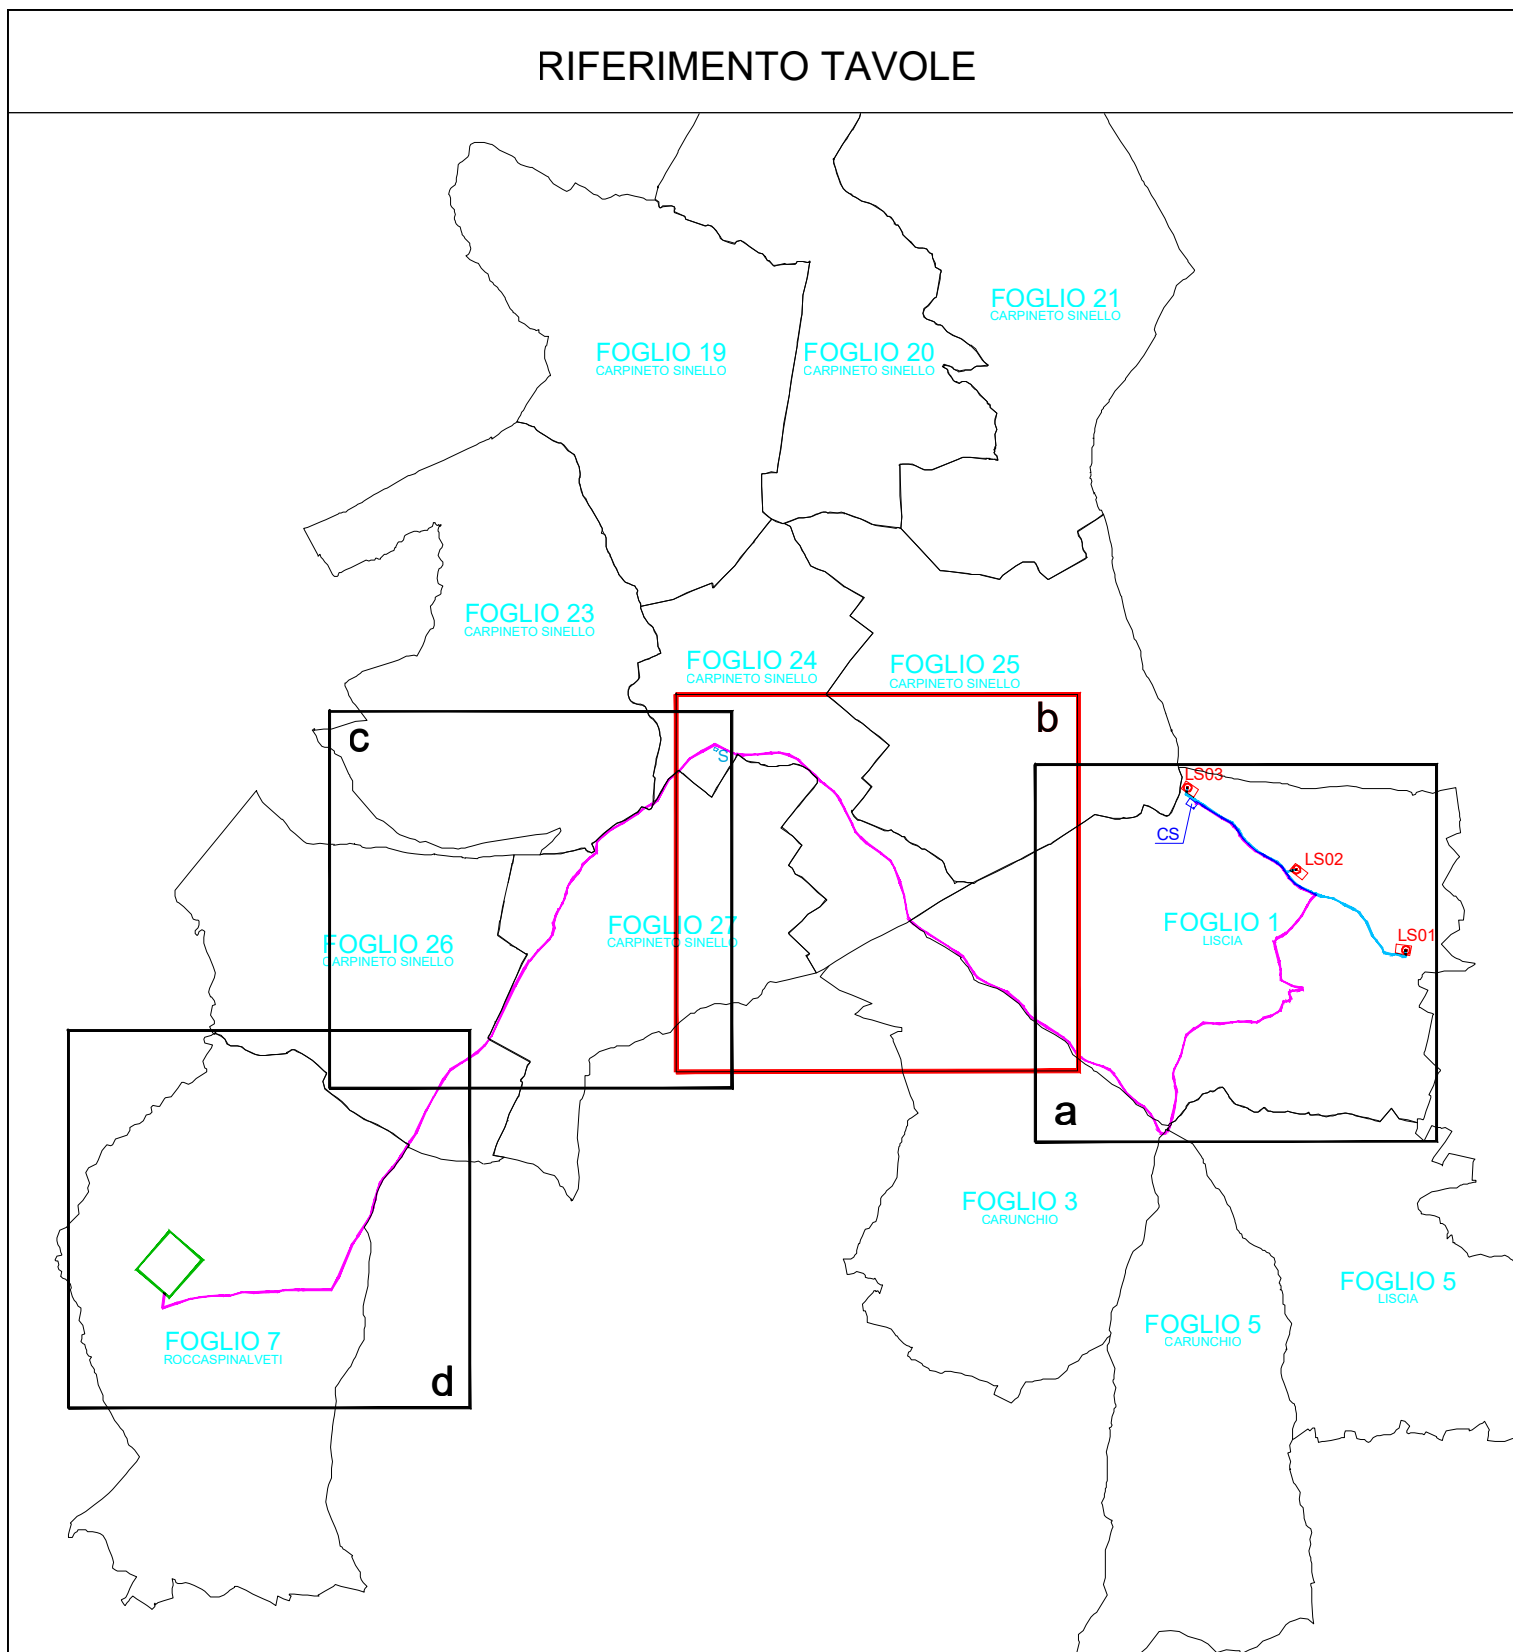 RIFERIMENTO TAVOLE
FOGLIO 21
CARPINETO SINELLO
FOGLIO 19
CARPINETO SINELLO
FOGLIO 20
CARPINETO SINELLO
FOGLIO 23
CARPINETO SINELLO
FOGLIO 24
CARPINETO SINELLO
FOGLIO 25
CARPINETO SINELLO
b
c
S
LS03
CS
LS02
FOGLIO 1
LISCIA
LS01
FOGLIO 27
CARPINETO SINELLO
FOGLIO 26
CARPINETO SINELLO
a
FOGLIO 3
CARUNCHIO
FOGLIO 5
LISCIA
FOGLIO 5
CARUNCHIO
FOGLIO 7
ROCCASPINALVETI
d